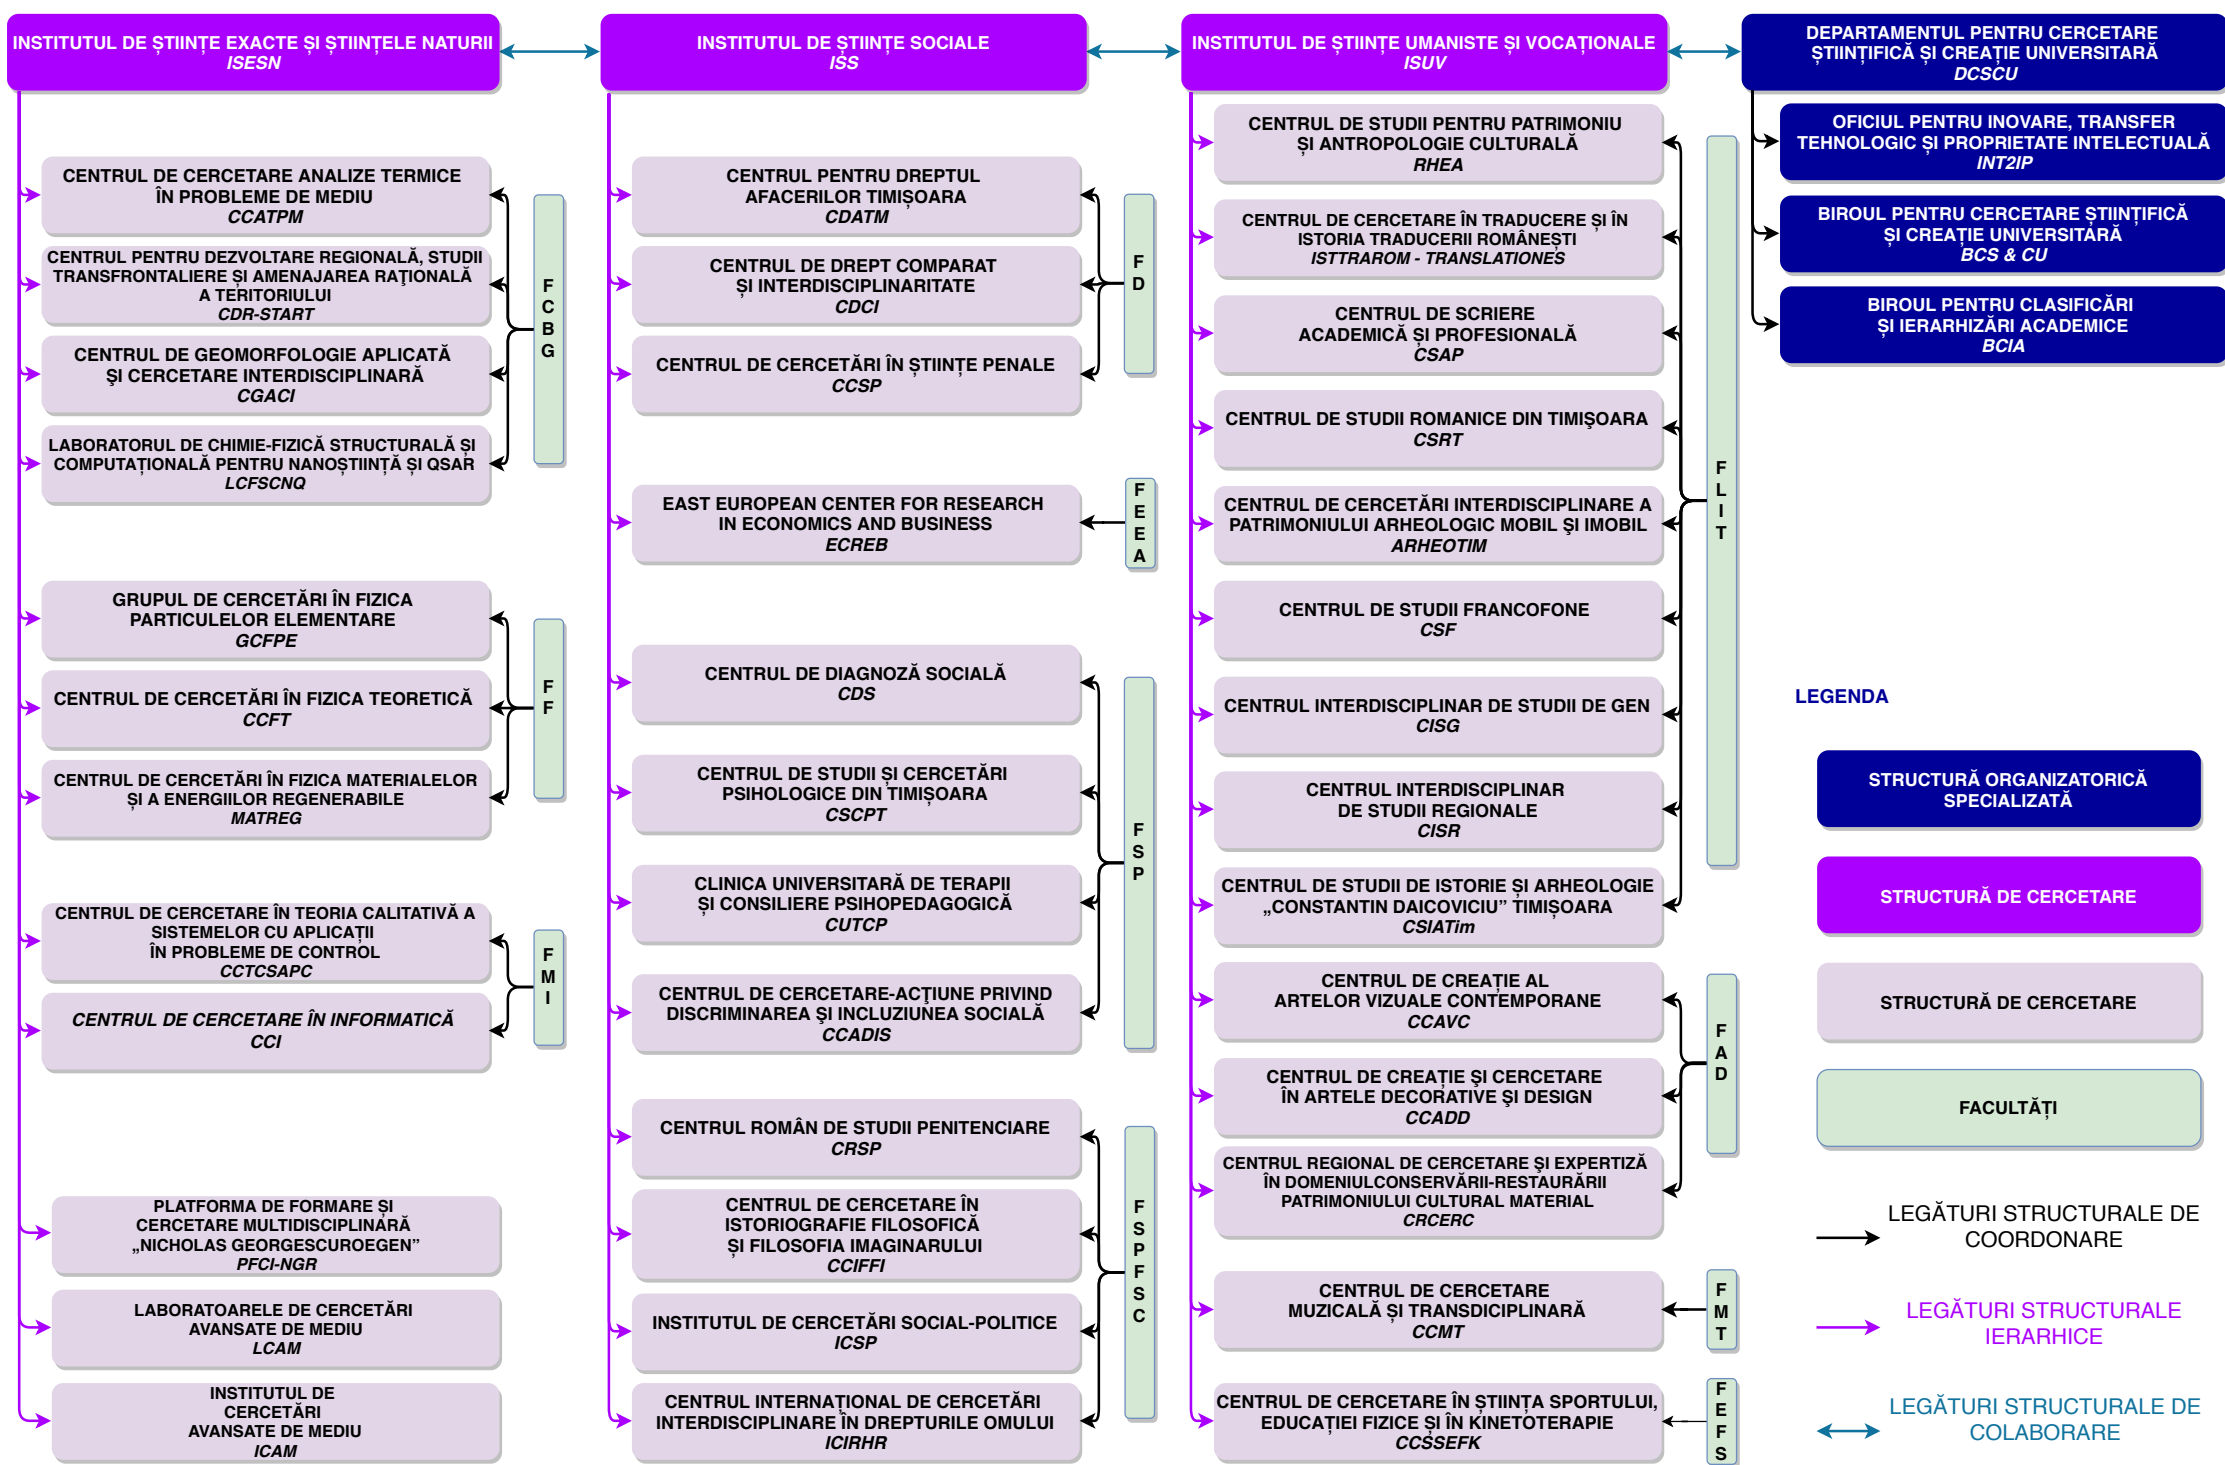 INSTITUTUL DE ȘTIINȚE EXACTE ȘI ȘTIINȚELE NATURII
ISESN
CENTRUL DE CERCETARE ANALIZE TERMICE
ÎN PROBLEME DE MEDIU
CCATPM
CENTRUL PENTRU DEZVOLTARE REGIONALĂ, STUDII
TRANSFRONTALIERE ȘI AMENAJAREA RAŢIONALĂ
A TERITORIULUI
CDR-START
CENTRUL DE GEOMORFOLOGIE APLICATĂ
ŞI CERCETARE INTERDISCIPLINARĂ
CGACI
LABORATORUL DE CHIMIE-FIZICĂ STRUCTURALĂ ȘI
COMPUTAȚIONALĂ PENTRU NANOȘTIINȚĂ ȘI QSAR
LCFSCNQ
F
C
B
G
GRUPUL DE CERCETĂRI ÎN FIZICA
PARTICULELOR ELEMENTARE
GCFPE
CENTRUL DE CERCETĂRI ÎN FIZICA TEORETICĂ
CCFT
CENTRUL DE CERCETĂRI ÎN FIZICA MATERIALELOR
ȘI A ENERGIILOR REGENERABILE
MATREG
F
F
CENTRUL DE CERCETARE ÎN TEORIA CALITATIVĂ A
SISTEMELOR CU APLICAȚII
ÎN PROBLEME DE CONTROL
CCTCSAPC
CENTRUL DE CERCETARE ÎN INFORMATICĂ
CCI
F
M
I
PLATFORMA DE FORMARE ȘI
CERCETARE MULTIDISCIPLINARĂ
„NICHOLAS GEORGESCUROEGEN”
PFCI-NGR
LABORATOARELE DE CERCETĂRI
AVANSATE DE MEDIU
LCAM
INSTITUTUL DE
CERCETĂRI
AVANSATE DE MEDIU
ICAM
INSTITUTUL DE ȘTIINȚE SOCIALE
ISS
CENTRUL PENTRU DREPTUL
AFACERILOR TIMIȘOARA
CDATM
CENTRUL DE DREPT COMPARAT
ȘI INTERDISCIPLINARITATE
CDCI
CENTRUL DE CERCETĂRI ÎN ȘTIINȚE PENALE
CCSP
F
D
EAST EUROPEAN CENTER FOR RESEARCH
IN ECONOMICS AND BUSINESS
ECREB
F
E
E
A
CENTRUL DE DIAGNOZĂ SOCIALĂ
CDS
CENTRUL DE STUDII ȘI CERCETĂRI
PSIHOLOGICE DIN TIMIȘOARA
CSCPT
CLINICA UNIVERSITARĂ DE TERAPII
ȘI CONSILIERE PSIHOPEDAGOGICĂ
CUTCP
CENTRUL DE CERCETARE-ACŢIUNE PRIVIND
DISCRIMINAREA ŞI INCLUZIUNEA SOCIALĂ
CCADIS
F
S
P
CENTRUL ROMÂN DE STUDII PENITENCIARE
CRSP
CENTRUL DE CERCETARE ÎN
ISTORIOGRAFIE FILOSOFICĂ
ȘI FILOSOFIA IMAGINARULUI
CCIFFI
INSTITUTUL DE CERCETĂRI SOCIAL-POLITICE
ICSP
CENTRUL INTERNAȚIONAL DE CERCETĂRI
INTERDISCIPLINARE ÎN DREPTURILE OMULUI
ICIRHR
F
S
P
F
S
C
INSTITUTUL DE ȘTIINȚE UMANISTE ȘI VOCAȚIONALE
ISUV
CENTRUL DE STUDII PENTRU PATRIMONIU
ȘI ANTROPOLOGIE CULTURALĂ
RHEA
CENTRUL DE CERCETARE ÎN TRADUCERE ȘI ÎN
ISTORIA TRADUCERII ROMÂNEȘTI
ISTTRAROM - TRANSLATIONES
CENTRUL DE SCRIERE
ACADEMICĂ ȘI PROFESIONALĂ
CSAP
CENTRUL DE STUDII ROMANICE DIN TIMIŞOARA
CSRT
CENTRUL DE CERCETĂRI INTERDISCIPLINARE A
PATRIMONIULUI ARHEOLOGIC MOBIL ŞI IMOBIL
ARHEOTIM
CENTRUL DE STUDII FRANCOFONE
CSF
CENTRUL INTERDISCIPLINAR DE STUDII DE GEN
CISG
CENTRUL INTERDISCIPLINAR
DE STUDII REGIONALE
CISR
CENTRUL DE STUDII DE ISTORIE ȘI ARHEOLOGIE
„CONSTANTIN DAICOVICIU” TIMIȘOARA
CSIATim
F
L
I
T
CENTRUL DE CREAȚIE AL
ARTELOR VIZUALE CONTEMPORANE
CCAVC
CENTRUL DE CREAȚIE ŞI CERCETARE
ÎN ARTELE DECORATIVE ŞI DESIGN
CCADD
CENTRUL REGIONAL DE CERCETARE ŞI EXPERTIZĂ
ÎN DOMENIULCONSERVĂRII-RESTAURĂRII
PATRIMONIULUI CULTURAL MATERIAL
CRCERC
F
A
D
CENTRUL DE CERCETARE
MUZICALĂ ȘI TRANSDICIPLINARĂ
CCMT
F
M
T
CENTRUL DE CERCETARE ÎN ȘTIINȚA SPORTULUI,
EDUCAȚIEI FIZICE ȘI ÎN KINETOTERAPIE
CCSSEFK
F
E
F
S
DEPARTAMENTUL PENTRU CERCETARE
ȘTIINȚIFICĂ ȘI CREAȚIE UNIVERSITARĂ
DCSCU
OFICIUL PENTRU INOVARE, TRANSFER
TEHNOLOGIC ȘI PROPRIETATE INTELECTUALĂ
INT2IP
BIROUL PENTRU CERCETARE ȘTIINȚIFICĂ
ȘI CREAȚIE UNIVERSITARĂ
BCS & CU
BIROUL PENTRU CLASIFICĂRI
ȘI IERARHIZĂRI ACADEMICE
BCIA
LEGENDA
STRUCTURĂ ORGANIZATORICĂ
SPECIALIZATĂ
STRUCTURĂ DE CERCETARE
STRUCTURĂ DE CERCETARE
FACULTĂȚI
LEGĂTURI STRUCTURALE DE
COORDONARE
LEGĂTURI STRUCTURALE
IERARHICE
LEGĂTURI STRUCTURALE DE
COLABORARE